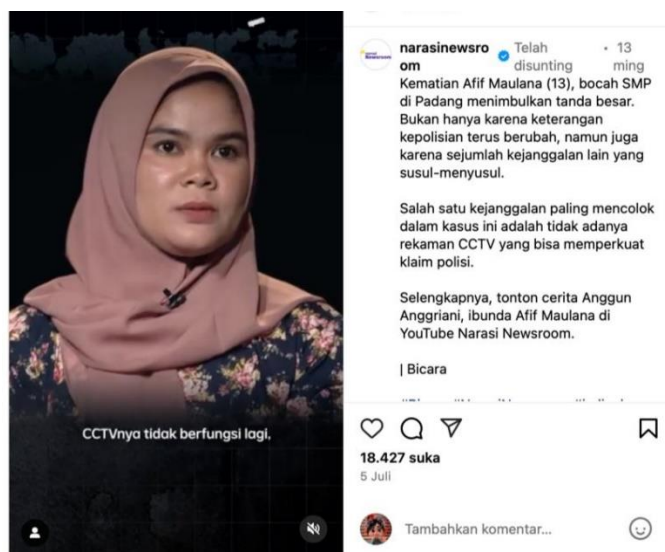 CCTVnya tidak berfungsi lagi,
narasinewsro
om
Telah
disunting
• 13
ming
Kematian Afif Maulana (13), bocah SMP
di Padang menimbulkan tanda besar.
Bukan hanya karena keterangan
kepolisian terus berubah, namun juga
karena sejumlah kejanggalan lain yang
susul-menyusul.
Salah satu kejanggalan paling mencolok
dalam kasus ini adalah tidak adanya
rekaman CCTV yang bisa memperkuat
klaim polisi.
Selengkapnya, tonton cerita Anggun
Anggriani, ibunda Afif Maulana di
YouTube Narasi Newsroom.
| Bicara
18.427 suka
5 Juli
Tambahkan komentar...